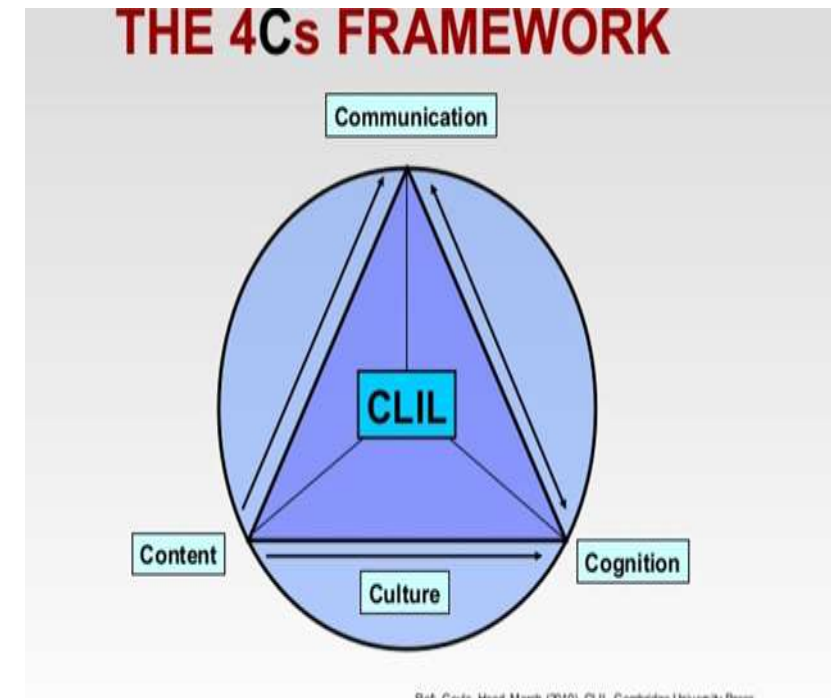 THE 4Cs FRAMEWORK
Communication
CLIL
Content
Cognition
Culture